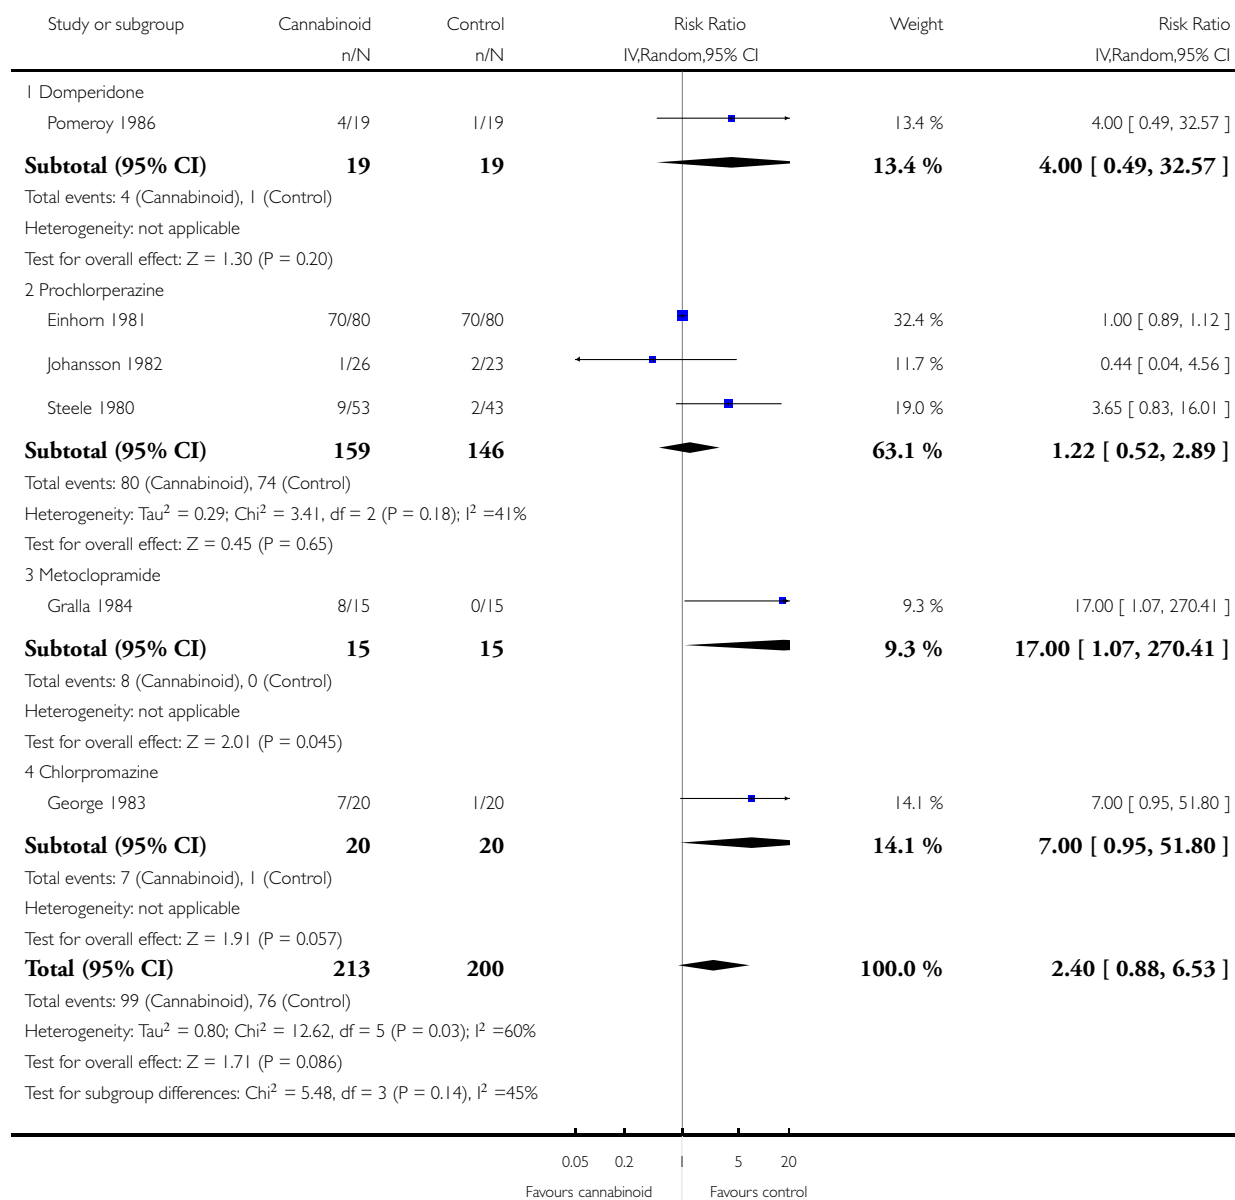 Study or subgroup Cannabinoid Control Risk Ratio Weight Risk Ratio
n/N n/N IV,Random,95% CI IV,Random,95% CI
1 Domperidone
Pomeroy 1986 4/19 1/19 13.4 % 4.00 [ 0.49, 32.57 ]
Subtotal (95% CI) 19 19 13.4 % 4.00 [ 0.49, 32.57 ]
Total events: 4 (Cannabinoid), 1 (Control)
Heterogeneity: not applicable
Test for overall effect: Z = 1.30 (P = 0.20)
2 Prochlorperazine
Einhorn 1981 70/80 70/80 32.4 % 1.00 [ 0.89, 1.12 ]
Johansson 1982 1/26 2/23 11.7 % 0.44 [ 0.04, 4.56 ]
Steele 1980 9/53 2/43 19.0 % 3.65 [ 0.83, 16.01 ]
Subtotal (95% CI) 159 146 63.1 % 1.22 [ 0.52, 2.89 ]
Total events: 80 (Cannabinoid), 74 (Control)
Heterogeneity: Tau² = 0.29; Chi² = 3.41, df = 2 (P = 0.18); I² =41%
Test for overall effect: Z = 0.45 (P = 0.65)
3 Metoclopramide
Gralla 1984 8/15 0/15 9.3 % 17.00 [ 1.07, 270.41 ]
Subtotal (95% CI) 15 15 9.3 % 17.00 [ 1.07, 270.41 ]
Total events: 8 (Cannabinoid), 0 (Control)
Heterogeneity: not applicable
Test for overall effect: Z = 2.01 (P = 0.045)
4 Chlorpromazine
George 1983 7/20 1/20 14.1 % 7.00 [ 0.95, 51.80 ]
Subtotal (95% CI) 20 20 14.1 % 7.00 [ 0.95, 51.80 ]
Total events: 7 (Cannabinoid), 1 (Control)
Heterogeneity: not applicable
Test for overall effect: Z = 1.91 (P = 0.057)
Total (95% CI) 213 200 100.0 % 2.40 [ 0.88, 6.53 ]
Total events: 99 (Cannabinoid), 76 (Control)
Heterogeneity: Tau² = 0.80; Chi² = 12.62, df = 5 (P = 0.03); I² =60%
Test for overall effect: Z = 1.71 (P = 0.086)
Test for subgroup differences: Chi² = 5.48, df = 3 (P = 0.14), I² =45%
0.05 0.2 1 5 20
Favours cannabinoid Favours control